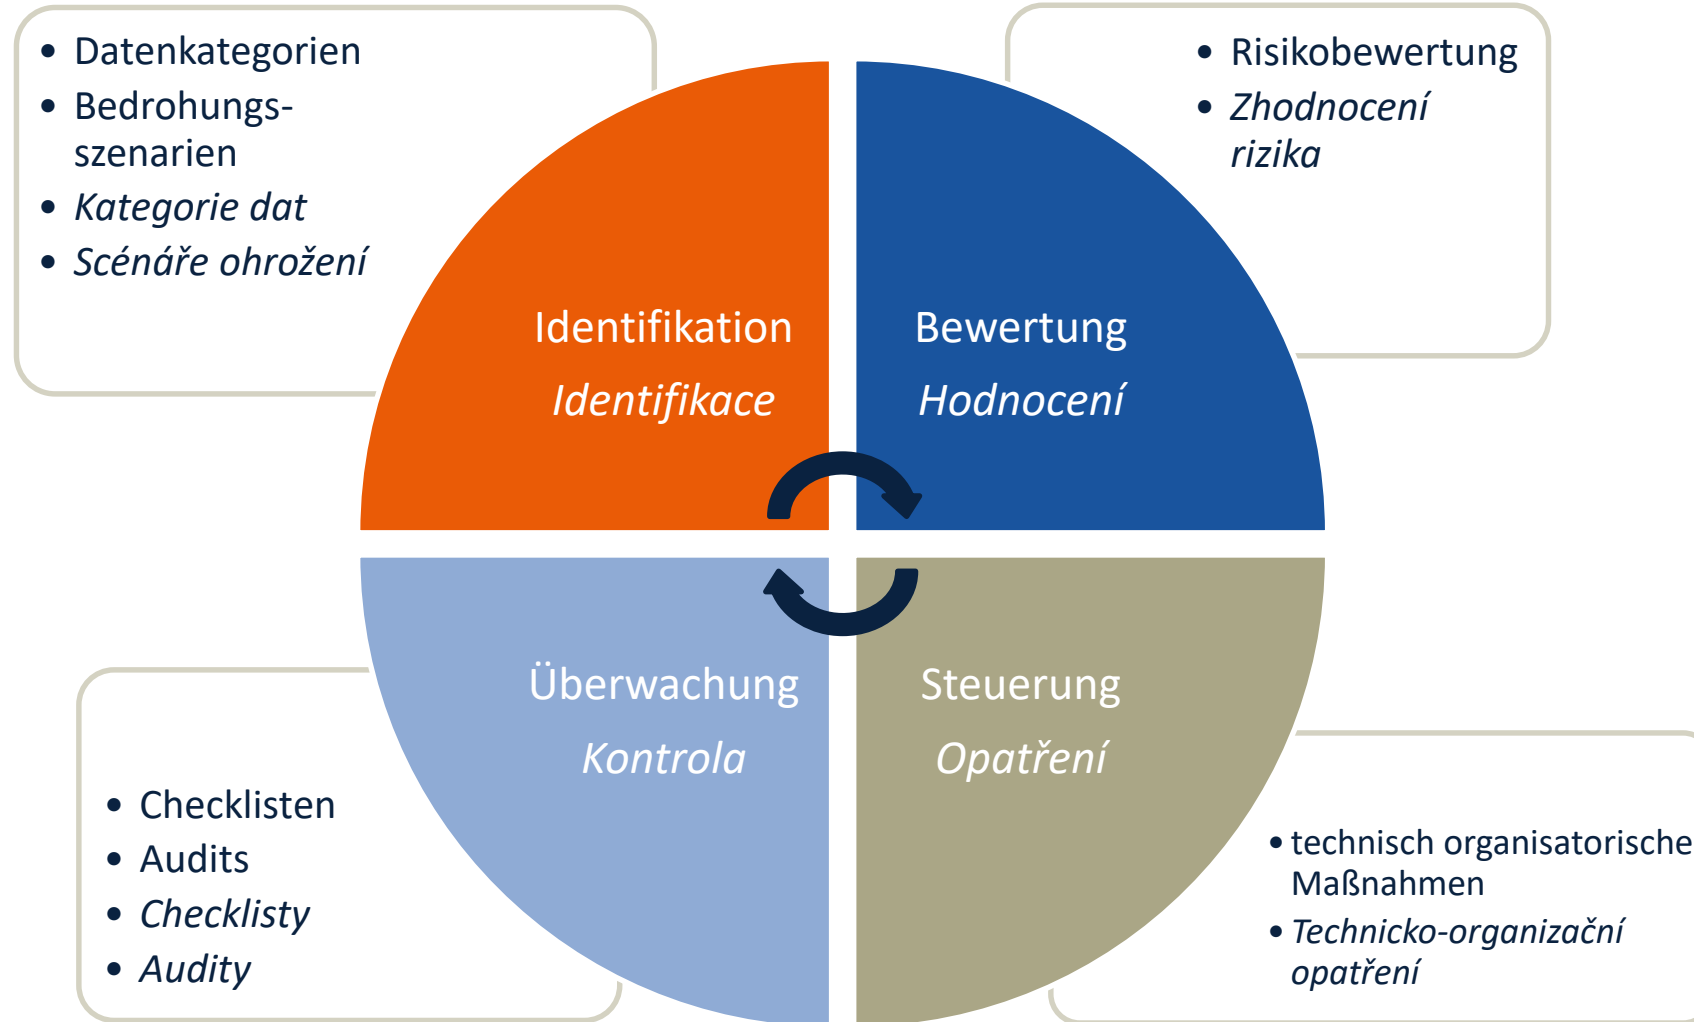 • Datenkategorien
• Bedrohungs-
szenarien
• Kategorie dat
• Scénáře ohrožení
• Risikobewertung
• Zhodnocení
rizika
Identifikation
Identifikace
Bewertung
Hodnocení
Überwachung
Kontrola
Steuerung
Opatření
• Checklisten
• Audits
• Checklisty
• Audity
• technisch organisatorische
Maßnahmen
• Technicko-organizační
opatření